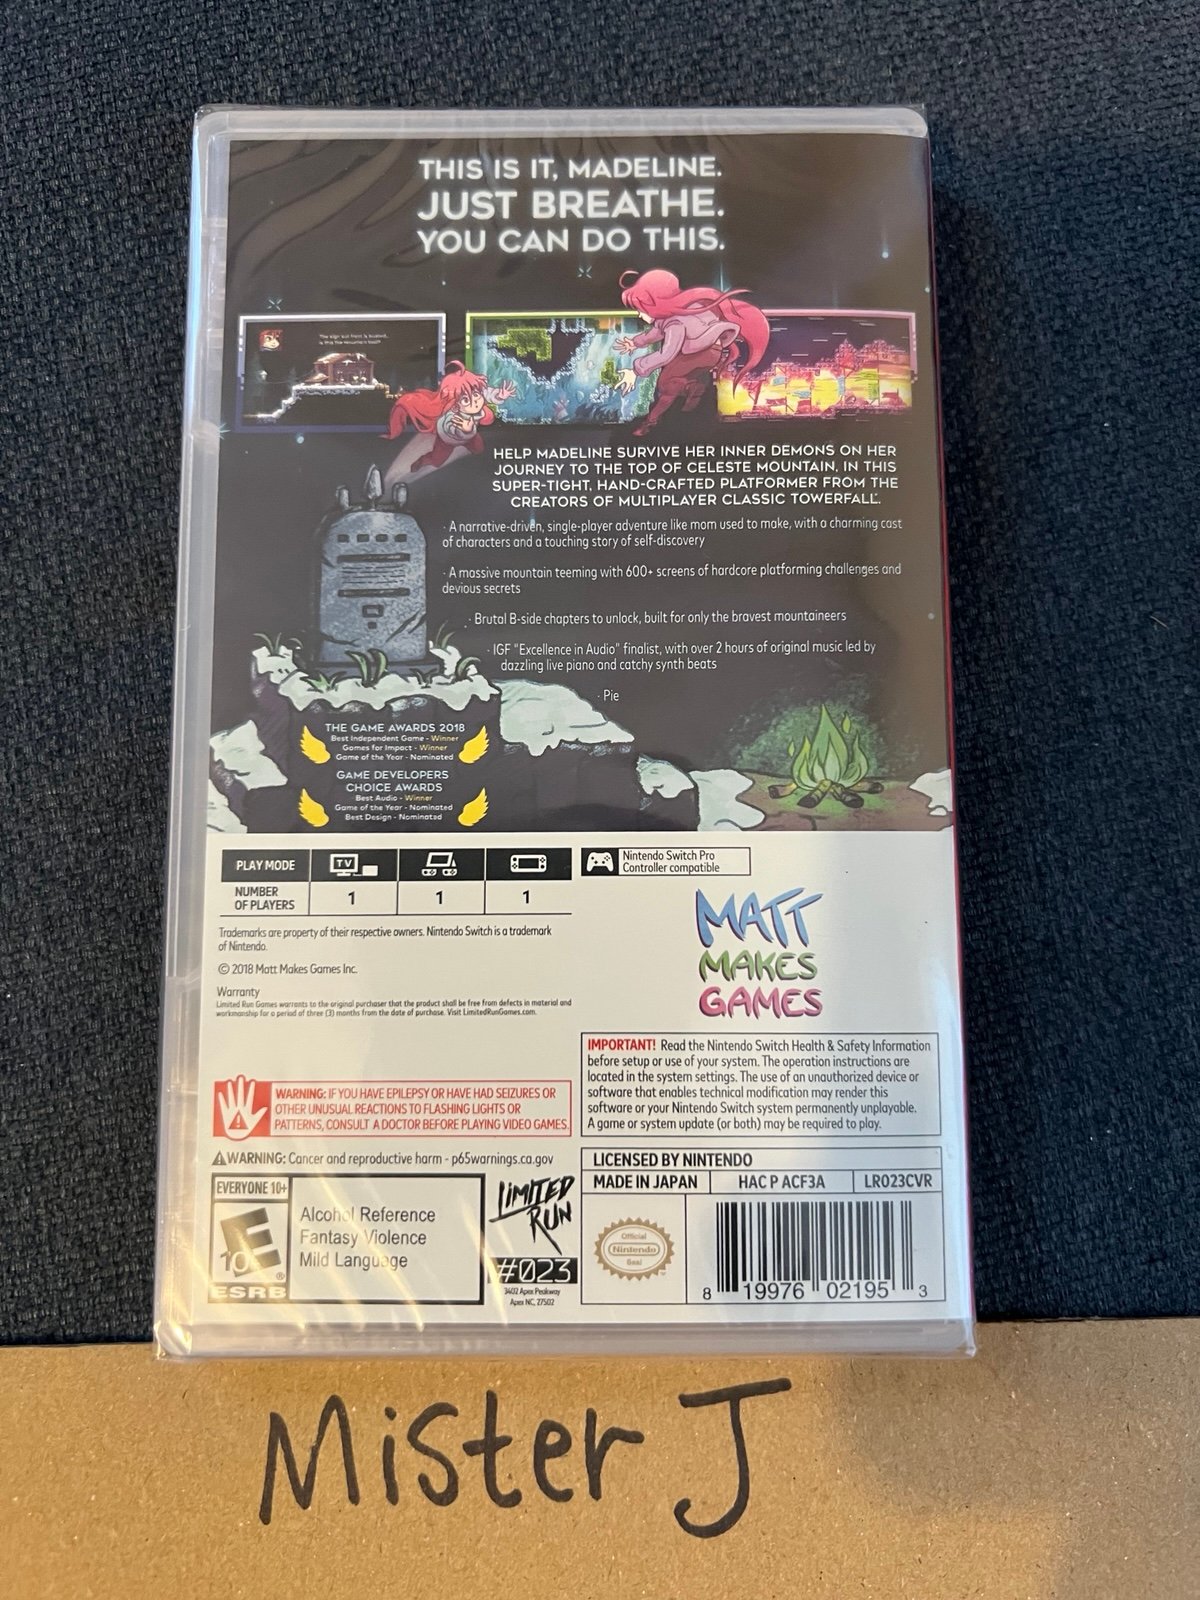 THIS IS IT, MADELINE.
JUST BREATHE.
YOU CAN DO THIS.
HELP MADELINE SURVIVE HER INNER DEMONS ON HER
JOURNEY TO THE TOP OF CELESTE MOUNTAIN, IN THIS
SUPER-TIGHT, HAND-CRAFTED PLATFORMER FROM THE
CREATORS OF MULTIPLAYER CLASSIC TOWERFALL.
· A narrative-driven, single-player adventure like mom used to make, with a charming cast
of characters and a touching story of self-discovery
· A massive mountain teeming with 600+ screens of hardcore platforming challenges and
devious secrets
· Brutal B-side chapters to unlock, built for only the bravest mountaineers
· IGF "Excellence in Audio" finalist, with over 2 hours of original music led by
dazzling live piano and catchy synth beats
· Pie
THE GAME AWARDS 2018
Best Independent Game - Winner
Games for Impact - Winner
Game of the Year - Nominated
GAME DEVELOPERS
CHOICE AWARDS
Best Audio - Winner
Game of the Year - Nominated
Best Design - Nominated
PLAY MODE TV
NUMBER
OF PLAYERS 1 1 1
Nintendo Switch Pro
Controller compatible
Trademarks are property of their respective owners. Nintendo Switch is a trademark
of Nintendo.
© 2018 Matt Makes Games Inc.
Warranty
Limited Run Games warrants to the original purchaser that the product shall be free from defects in material and
workmanship for a period of three (3) months from the date of purchase. Visit LimitedRunGames.com.
MATT
MAKES
GAMES
IMPORTANT! Read the Nintendo Switch Health & Safety Information
before setup or use of your system. The operation instructions are
located in the system settings. The use of an unauthorized device or
software that enables technical modification may render this
software or your Nintendo Switch system permanently unplayable.
A game or system update (or both) may be required to play.
WARNING: IF YOU HAVE EPILEPSY OR HAVE HAD SEIZURES OR
OTHER UNUSUAL REACTIONS TO FLASHING LIGHTS OR
PATTERNS, CONSULT A DOCTOR BEFORE PLAYING VIDEO GAMES.
WARNING: Cancer and reproductive harm - p65warnings.ca.gov
EVERYONE 10+
E
10+
ESRB
Alcohol Reference
Fantasy Violence
Mild Language
LIMITED
RUN
#023
3402 Apex Peakway
Apex NC, 27502
LICENSED BY NINTENDO
MADE IN JAPAN HAC P ACF3A LR023CVR
Official
Nintendo
Seal
8 19976 02195 3
Mister J